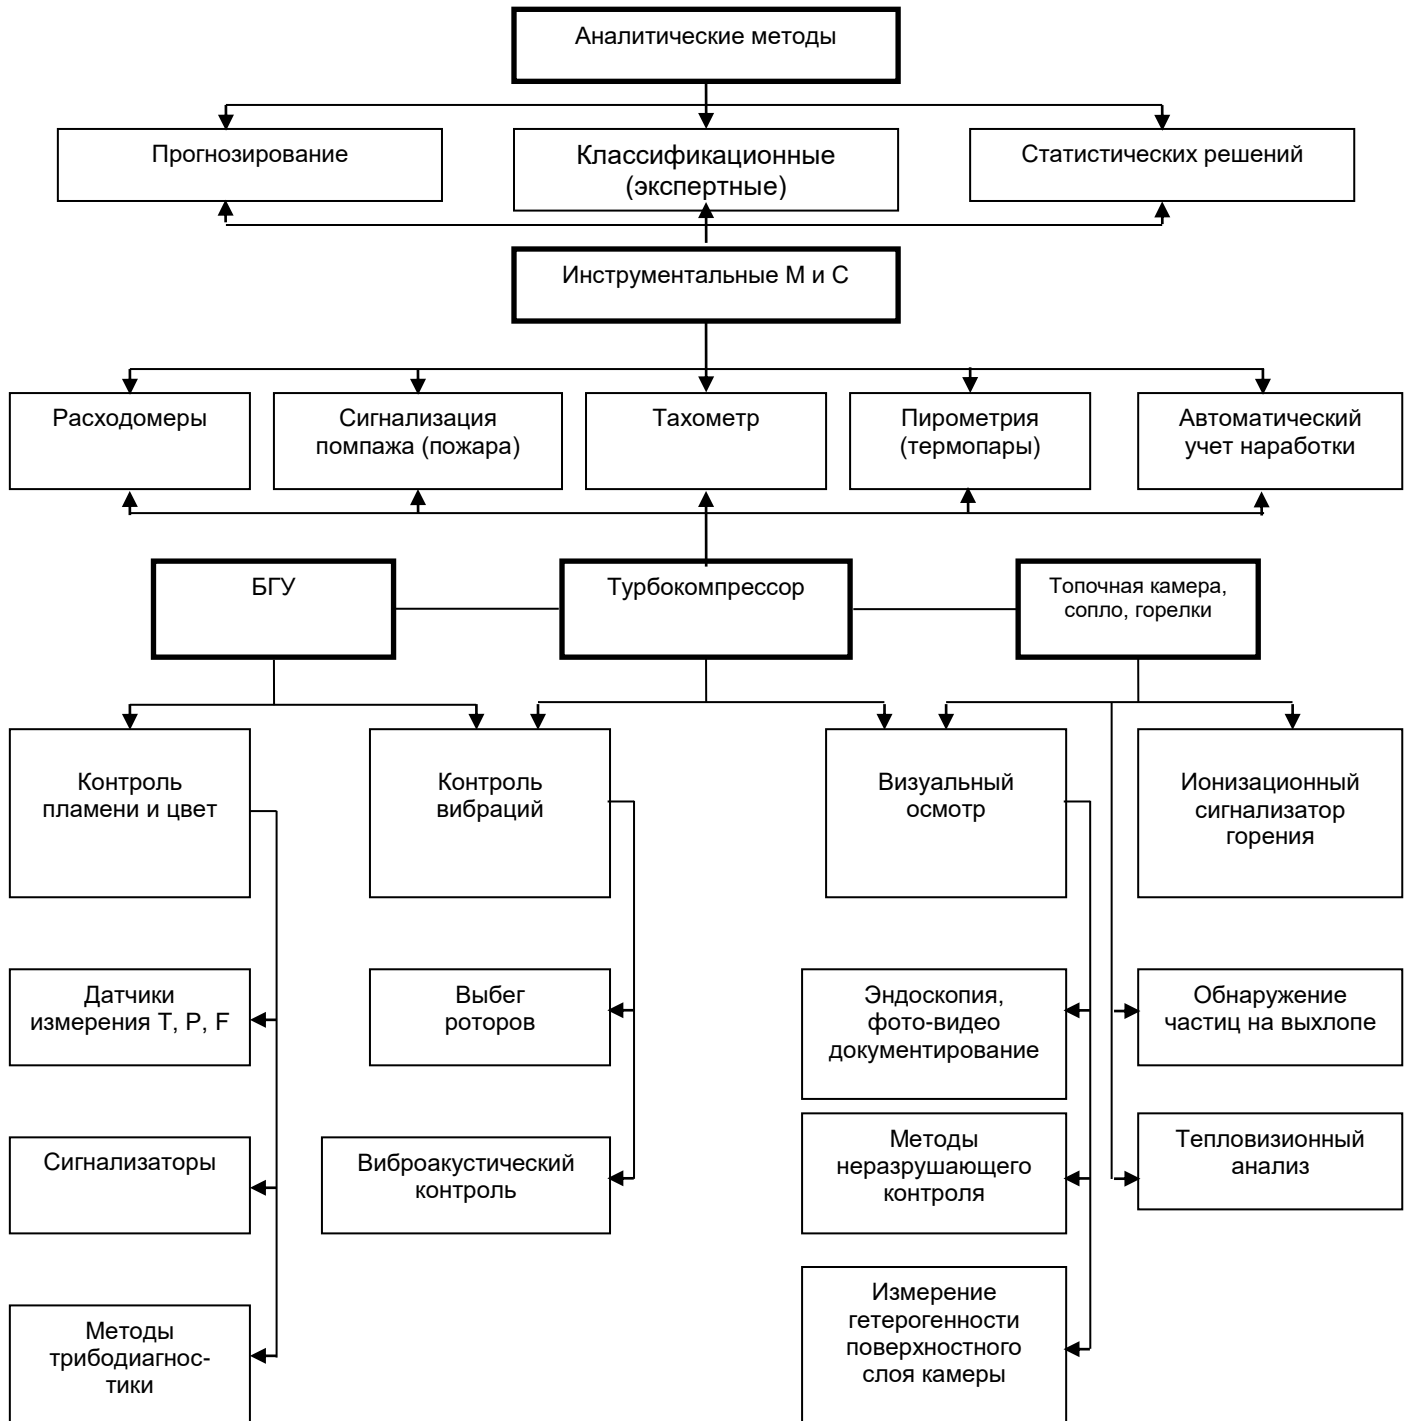 Аналитические методы
Прогнозирование
Классификационные
(экспертные)
Статистических решений
Инструментальные М и С
Расходомеры
Сигнализация
помпажа (пожара)
Тахометр
Пирометрия
(термопары)
Автоматический
учет наработки
БГУ
Турбокомпрессор
Топочная камера,
сопло, горелки
Контроль
пламени и цвет
Контроль
вибраций
Визуальный
осмотр
Ионизационный
сигнализатор
горения
Датчики
измерения T, P, F
Выбег
роторов
Эндоскопия,
фото-видео
документирование
Обнаружение
частиц на выхлопе
Сигнализаторы
Виброакустический
контроль
Методы
неразрушающего
контроля
Тепловизионный
анализ
Методы
трибодиагнос-
тики
Измерение
гетерогенности
поверхностного
слоя камеры